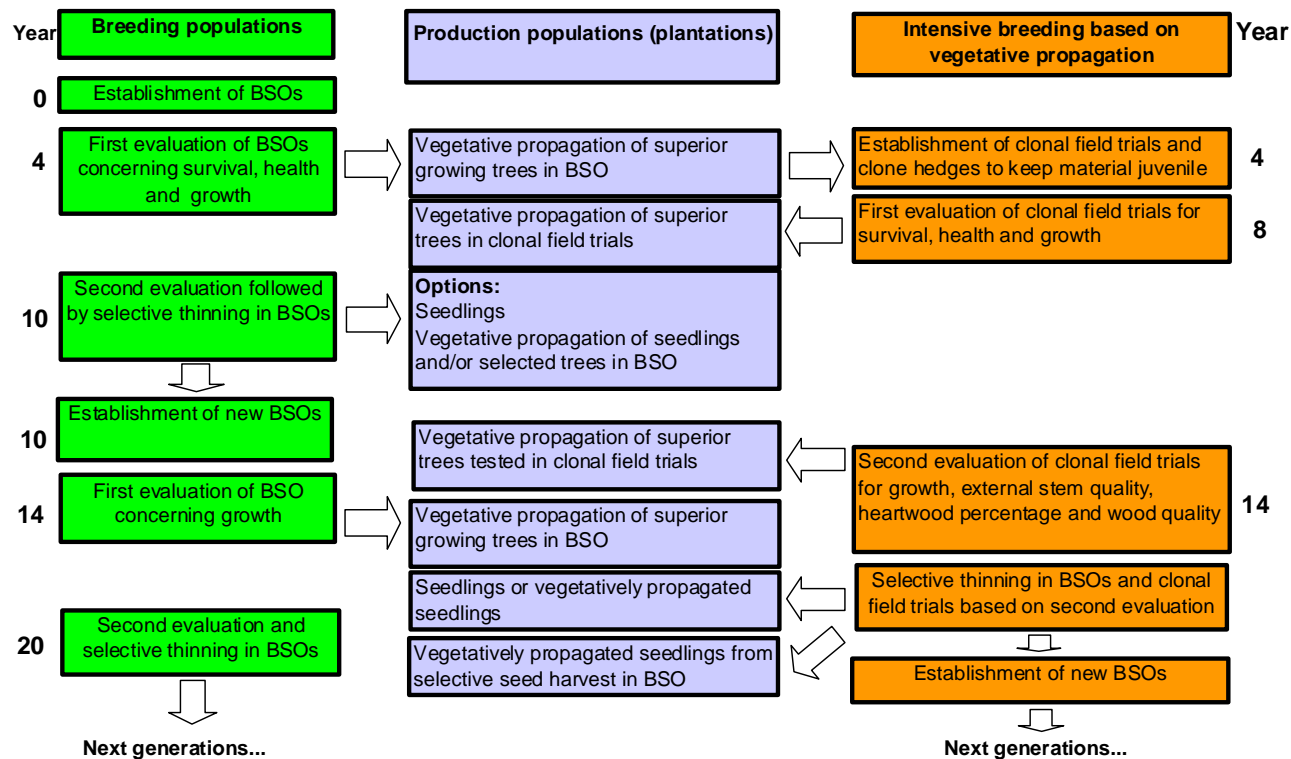 Year
Breeding populations
Production populations (plantations)
Intensive breeding based on
vegetative propagation
Year
0
Establishment of BSOs
4
First evaluation of BSOs
concerning survival, health
and growth
Vegetative propagation of superior
growing trees in BSO
Establishment of clonal field trials and
clone hedges to keep material juvenile
4
Vegetative propagation of superior
trees in clonal field trials
First evaluation of clonal field trials for
survival, health and growth
8
10
Second evaluation followed
by selective thinning in BSOs
Options:
Seedlings
Vegetative propagation of seedlings
and/or selected trees in BSO
10
Establishment of new BSOs
Vegetative propagation of superior
trees tested in clonal field trials
Second evaluation of clonal field trials
for growth, external stem quality,
heartwood percentage and wood quality
14
14
First evaluation of BSO
concerning growth
Vegetative propagation of superior
growing trees in BSO
Seedlings or vegetatively propagated
seedlings
Selective thinning in BSOs and clonal
field trials based on second evaluation
20
Second evaluation and
selective thinning in BSOs
Vegetatively propagated seedlings from
selective seed harvest in BSO
Establishment of new BSOs
Next generations...
Next generations...